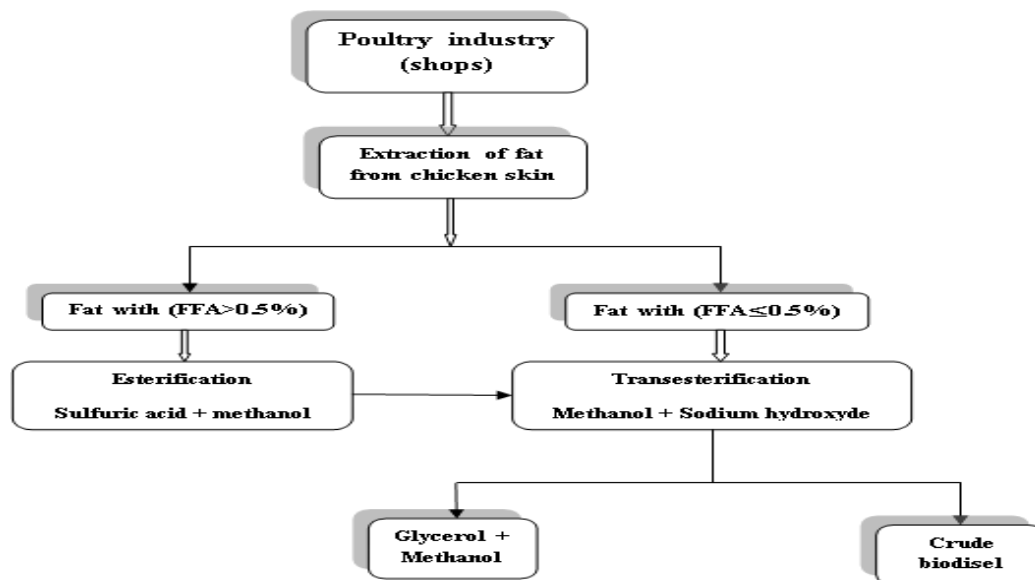 Poultry industry
(shops)
Extraction of fat
from chicken skin
Fat with (FFA>0.5%)
Fat with (FFA≤0.5%)
Esterification
Sulfuric acid + methanol
Transesterification
Methanol + Sodium hydroxyde
Glycerol +
Methanol
Crude
biodisel